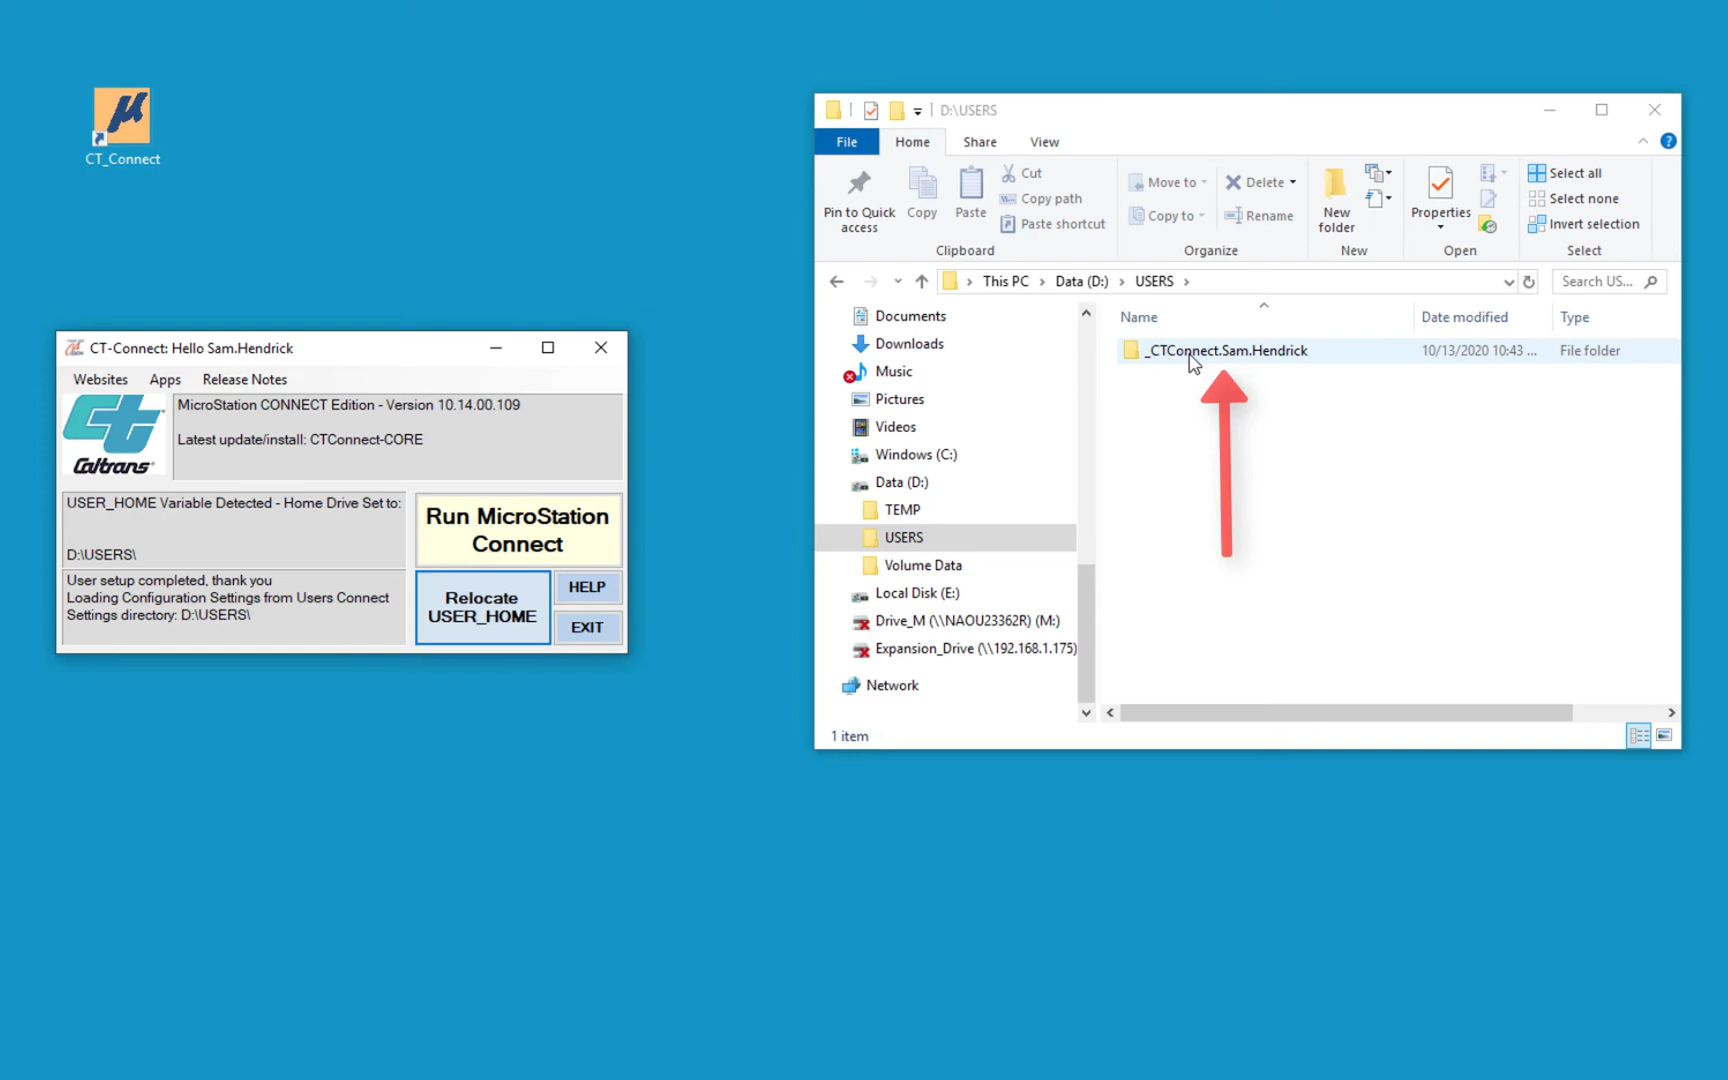 CT_Connect
CT-Connect: Hello Sam.Hendrick
Websites Apps Release Notes
Ct
Caltrans
MicroStation CONNECT Edition - Version 10.14.00.109
Latest update/install: CTConnect-CORE
USER_HOME Variable Detected - Home Drive Set to:
D:\USERS\
User setup completed, thank you
Loading Configuration Settings from Users Connect
Settings directory: D:\USERS\
Run MicroStation
Connect
Relocate
USER_HOME
HELP
EXIT
D:\USERS
File Home Share View
Pin to Quick
access
Copy
Paste
Cut
Copy path
Paste shortcut
Clipboard
Move to
Copy to
Delete
Rename
Organize
New
folder
New
Properties
Open
Select all
Select none
Invert selection
Select
This PC > Data (D:) > USERS >
Search US...
Documents
Downloads
Music
Pictures
Videos
Windows (C:)
Data (D:)
TEMP
USERS
Volume Data
Local Disk (E:)
Drive_M (\\NAOU23362R) (M:)
Expansion_Drive (\\192.168.1.175)
Network
Name Date modified Type
_CTConnect.Sam.Hendrick 10/13/2020 10:43 ... File folder
1 item